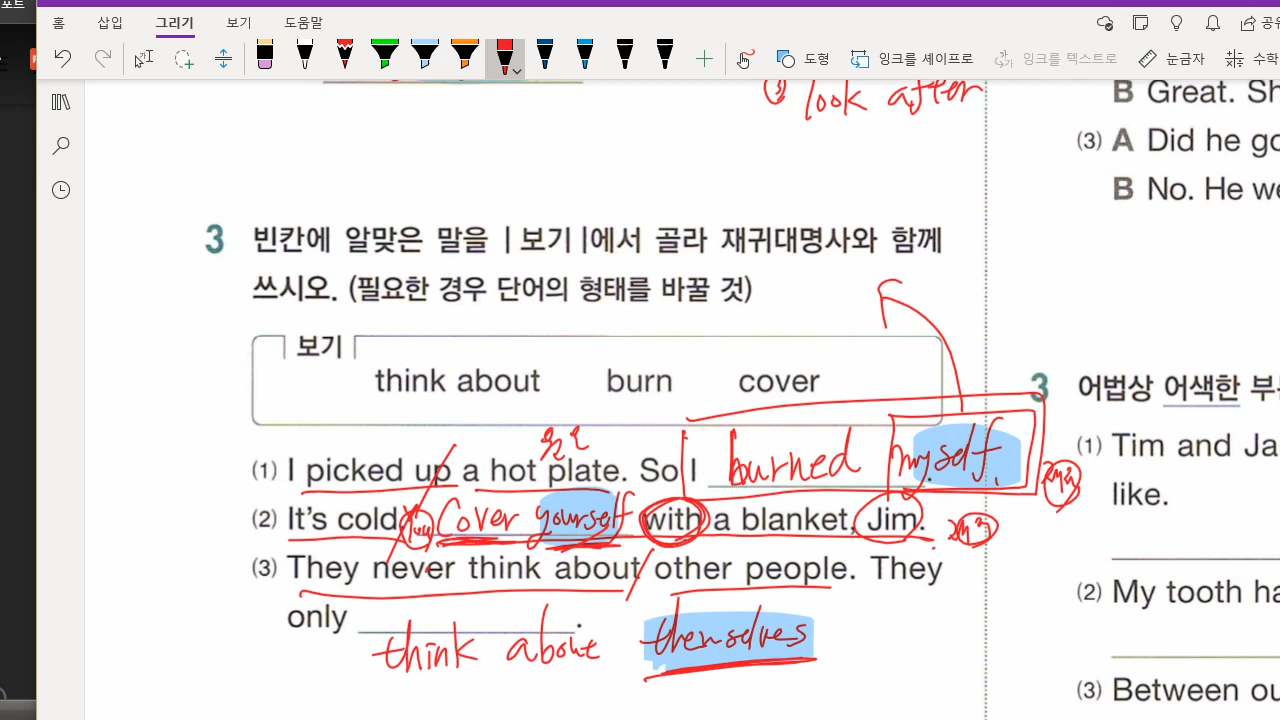 포트
홈 삽입 그리기 보기 도움말
공유
도형 잉크를 셰이프로 잉크를 텍스트로 눈금자 수학
③ look after
B Great. Sh
(3) A Did he go
B No. He we
3 빈칸에 알맞은 말을 | 보기 |에서 골라 재귀대명사와 함께
쓰시오. (필요한 경우 단어의 형태를 바꿀 것)
보기
think about burn cover
(1) I picked up a hot plate. So I burned myself.
(2) It's cold. Cover yourself with a blanket, Jim.
(3) They never think about other people. They
only think about themselves.
3 어법상 어색한 부
(1) Tim and Ja
like.
(2) My tooth ha
(3) Between ou